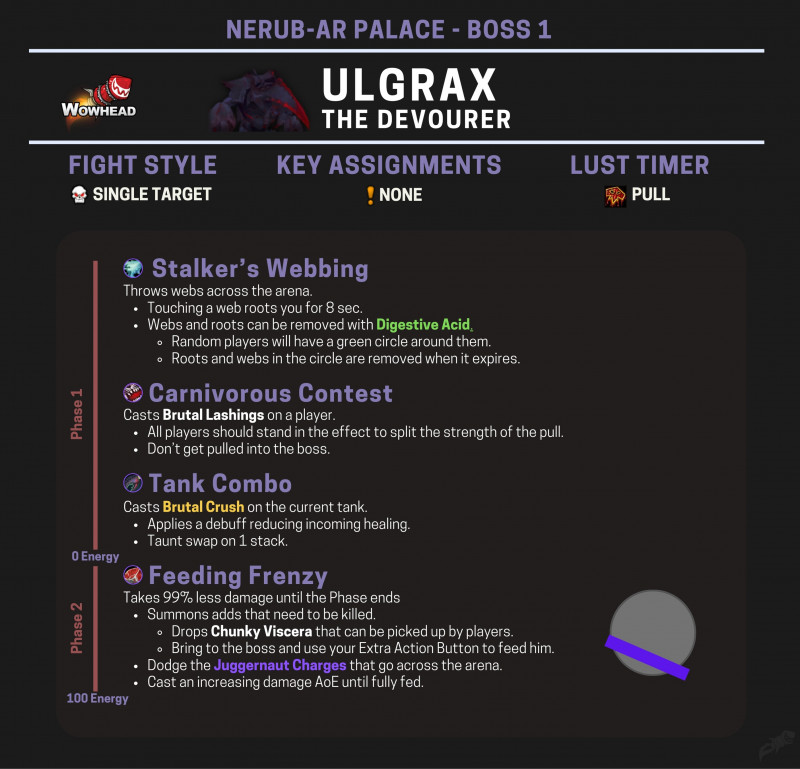 NERUB-AR PALACE - BOSS 1
WOWHEAD
ULGRAX
THE DEVOURER
FIGHT STYLE
KEY ASSIGNMENTS
LUST TIMER
SINGLE TARGET
NONE
PULL
Stalker's Webbing
Throws webs across the arena.
• Touching a web roots you for 8 sec.
• Webs and roots can be removed with Digestive Acid.
◦ Random players will have a green circle around them.
◦ Roots and webs in the circle are removed when it expires.
Phase 1
Carnivorous Contest
Casts Brutal Lashings on a player.
• All players should stand in the effect to split the strength of the pull.
• Don't get pulled into the boss.
Tank Combo
Casts Brutal Crush on the current tank.
• Applies a debuff reducing incoming healing.
• Taunt swap on 1 stack.
0 Energy
Feeding Frenzy
Takes 99% less damage until the Phase ends
• Summons adds that need to be killed.
◦ Drops Chunky Viscera that can be picked up by players.
◦ Bring to the boss and use your Extra Action Button to feed him.
• Dodge the Juggernaut Charges that go across the arena.
• Cast an increasing damage AoE until fully fed.
Phase 2
100 Energy